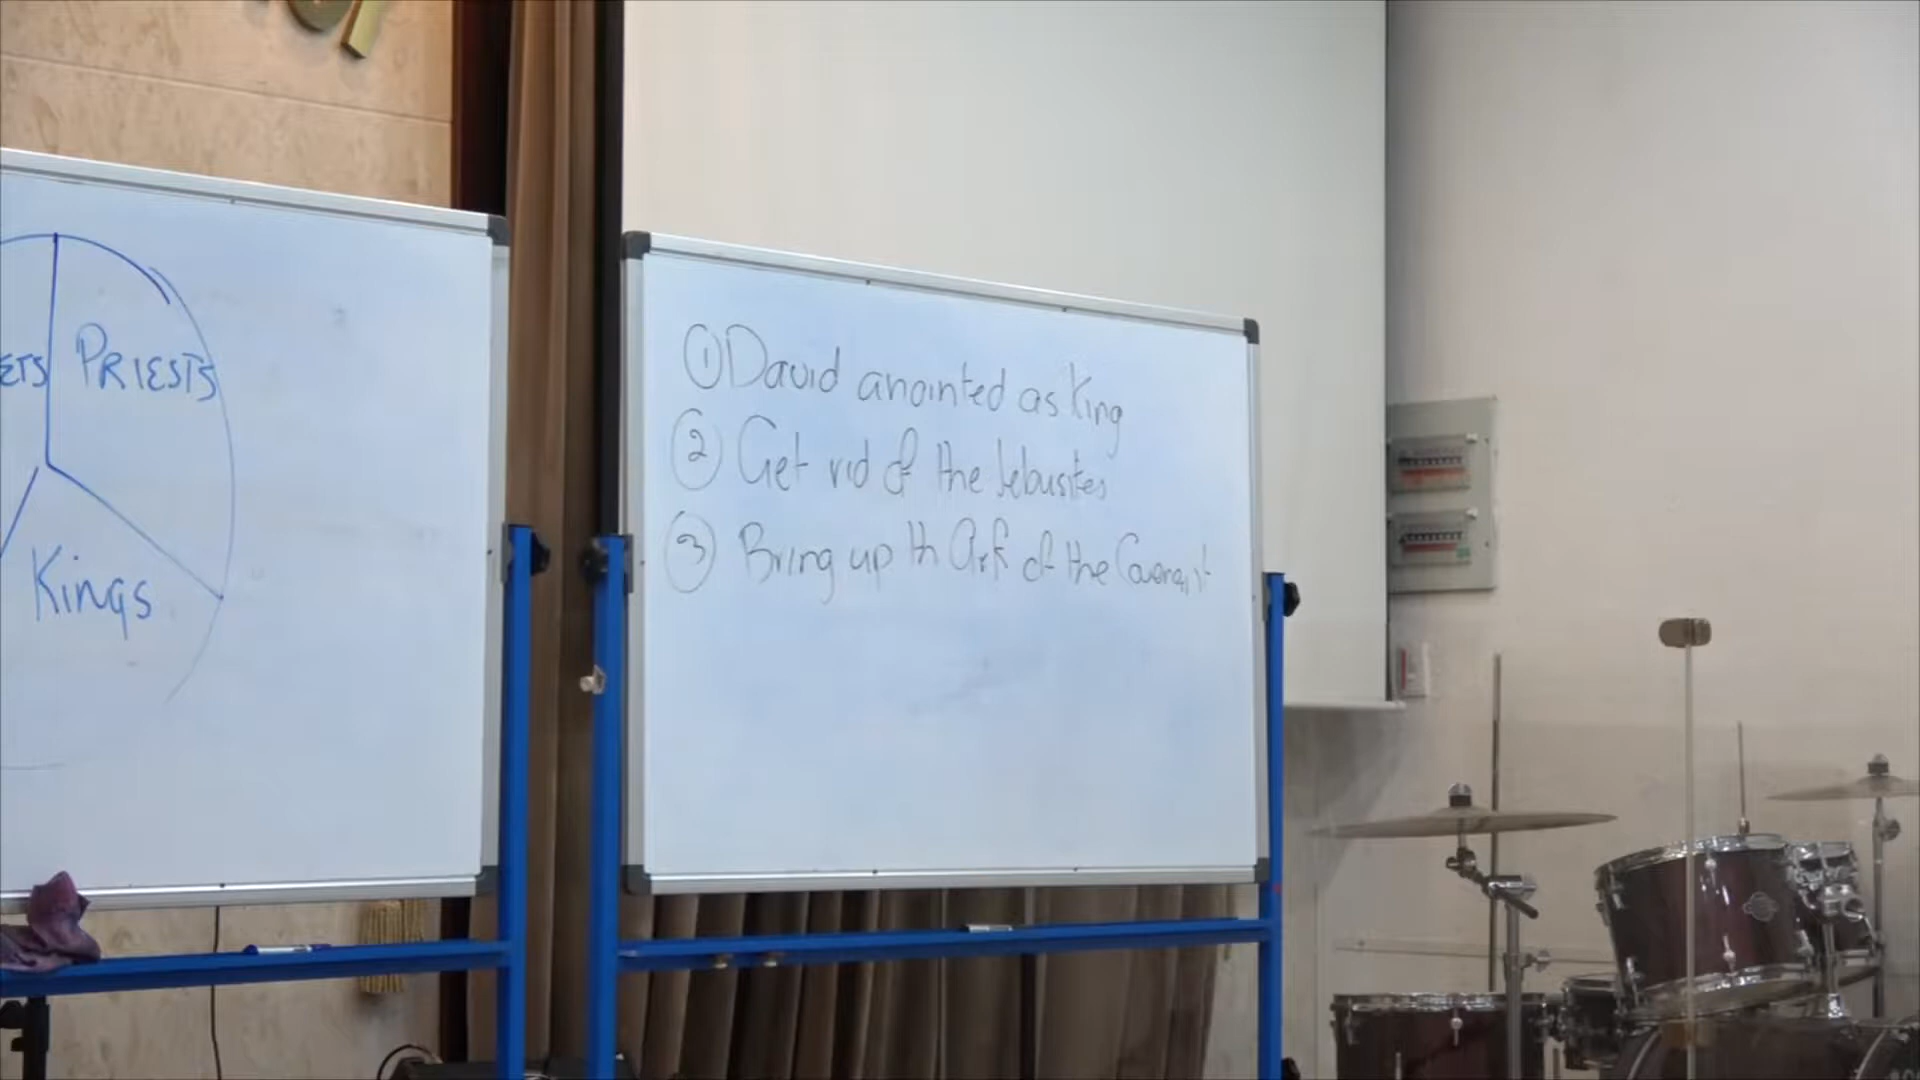 ETS
PRIESTS
Kings
① David anointed as King
② Get rid of the Jebusites
③ Bring up th Ark of the Covenant